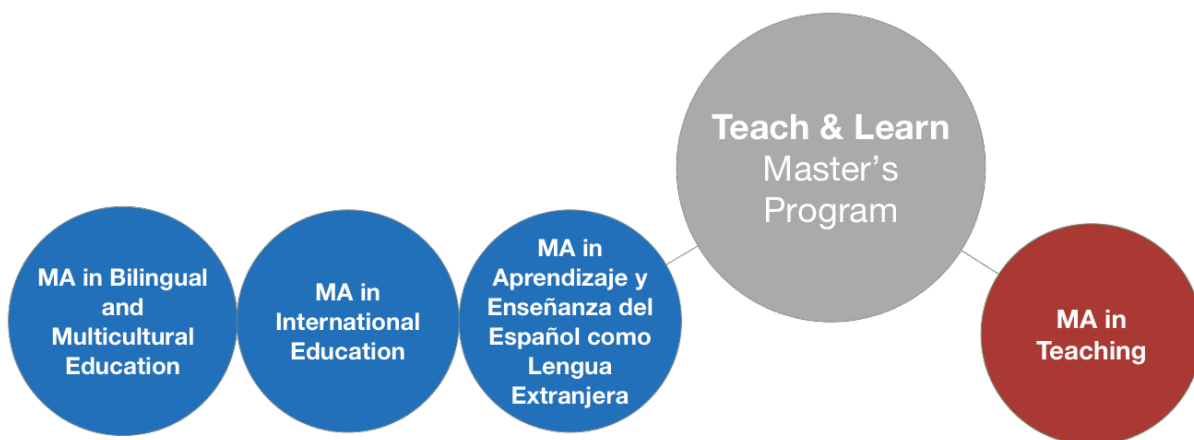 Teach & Learn
Master's
Program
MA in Bilingual
and
Multicultural
Education
MA in
International
Education
MA in
Aprendizaje y
Enseñanza del
Español como
Lengua
Extranjera
MA in
Teaching